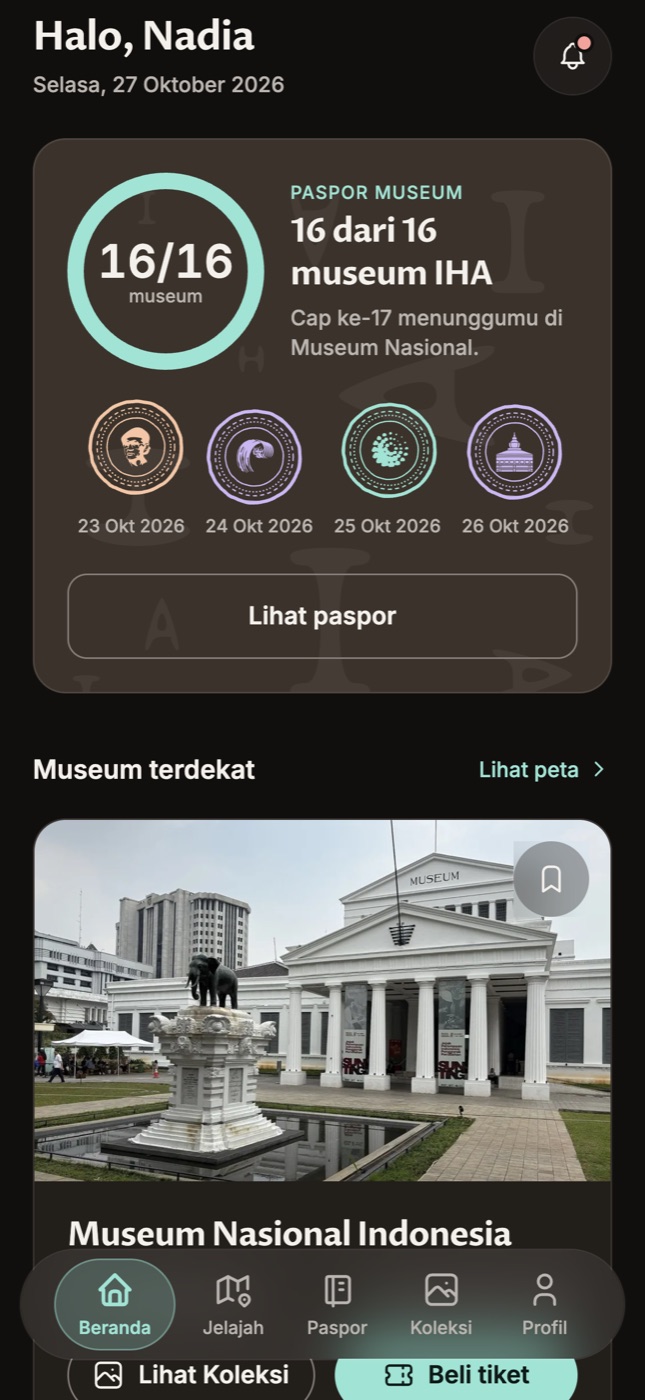 Halo, Nadia
Selasa, 27 Oktober 2026
16/16
museum
PASPOR MUSEUM
16 dari 16
museum IHA
Cap ke-17 menunggumu di
Museum Nasional.
23 Okt 2026
24 Okt 2026
25 Okt 2026
26 Okt 2026
Lihat paspor
Museum terdekat
Lihat peta
MUSEUM
Museum Nasional Indonesia
Beranda
Jelajah
Paspor
Koleksi
Profil
Lihat Koleksi
Beli tiket